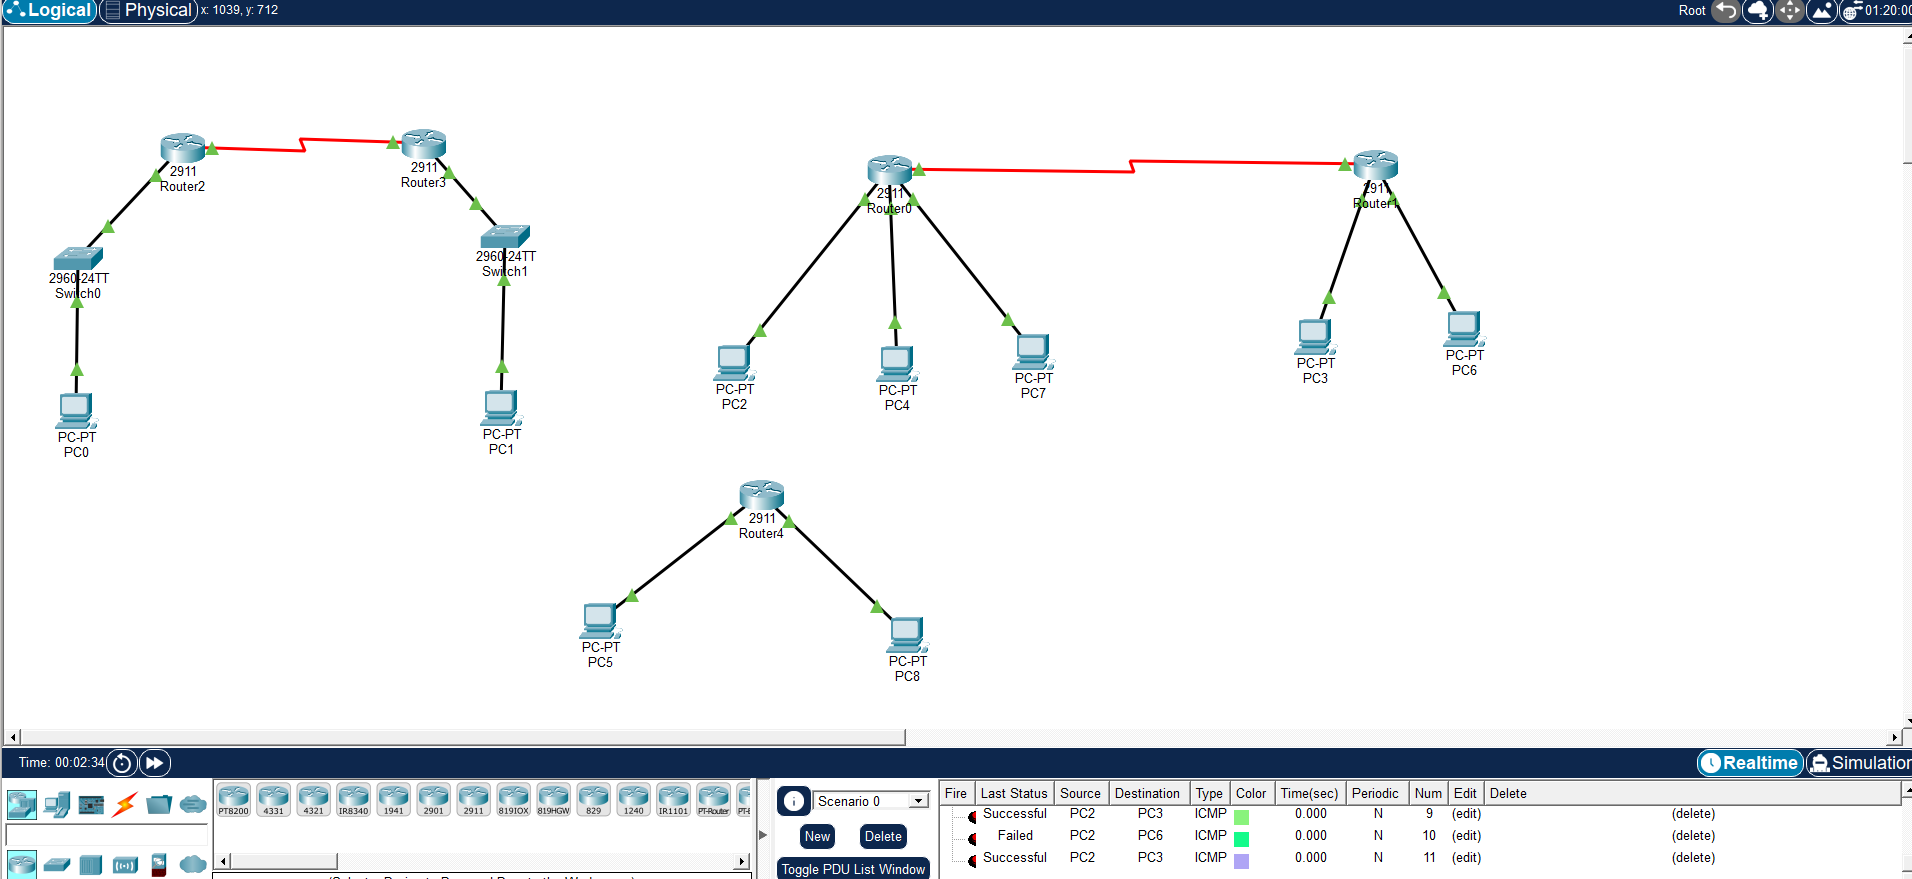 Logical
Physical
x: 1039, y: 712
Root
01:20:00
2911
Router2
2911
Router3
2960-24TT
Switch0
2960-24TT
Switch1
PC-PT
PC0
PC-PT
PC1
2911
Router0
2911
Router1
PC-PT
PC2
PC-PT
PC4
PC-PT
PC7
PC-PT
PC3
PC-PT
PC6
2911
Router4
PC-PT
PC5
PC-PT
PC8
Time: 00:02:34
Realtime
Simulation
PT8200
4331
4321
IR8340
1941
2901
2911
819IOX
819HGW
829
1240
IR1101
PT-Router
Scenario 0
New
Delete
Toggle PDU List Window
Fire Last Status Source Destination Type Color Time(sec) Periodic Num Edit Delete
Successful PC2 PC3 ICMP 0.000 N 9 (edit) (delete)
Failed PC2 PC6 ICMP 0.000 N 10 (edit) (delete)
Successful PC2 PC3 ICMP 0.000 N 11 (edit) (delete)